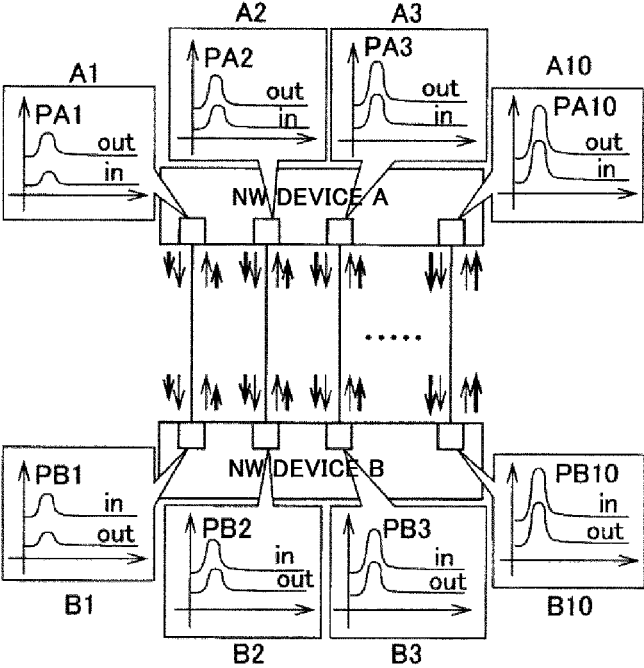 A2
A3
A1
A10
PA1
out
in
PA2
out
in
PA3
out
in
PA10
out
in
NW DEVICE A
.....
NW DEVICE B
PB1
in
out
PB2
in
out
PB3
in
out
PB10
in
out
B1
B2
B3
B10